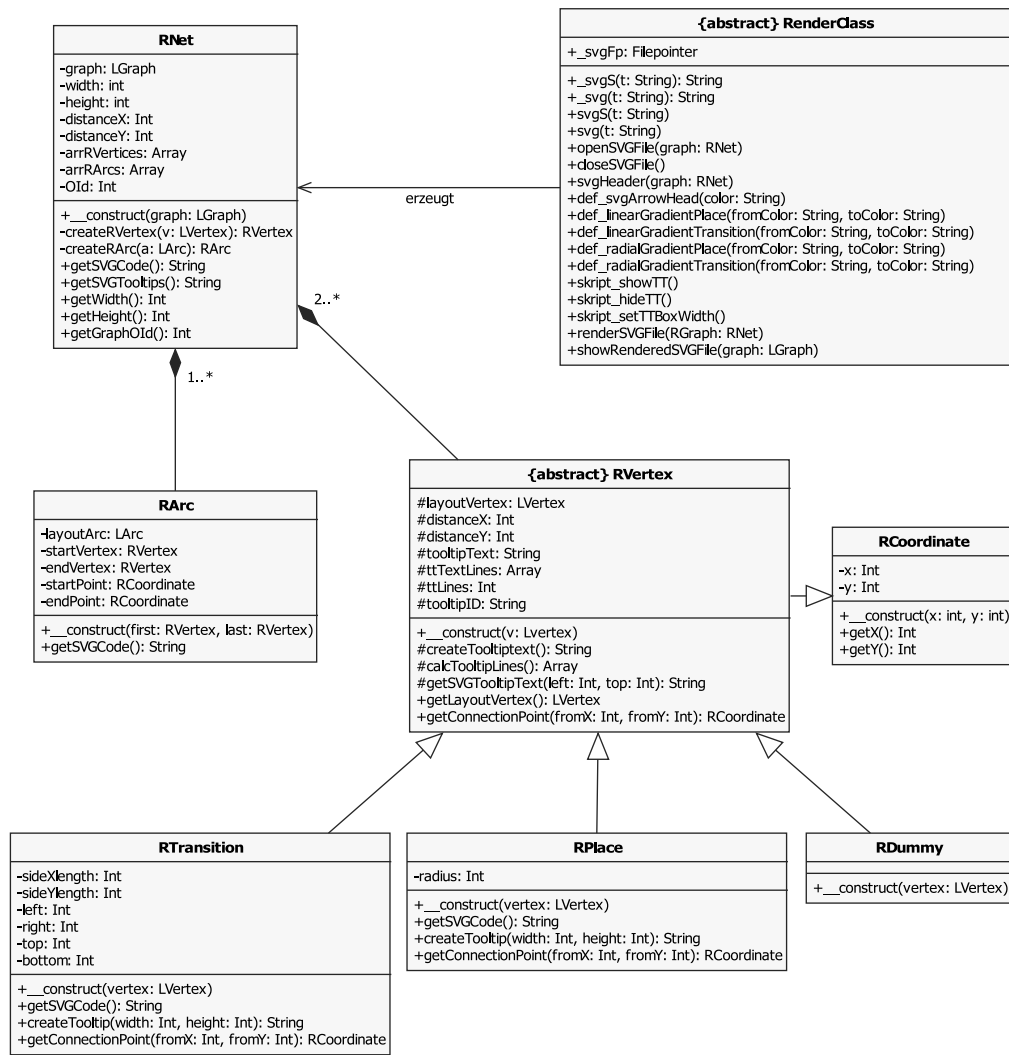 RNet
-graph: LGraph
-width: int
-height: int
-distanceX: Int
-distanceY: Int
-arrRVertices: Array
-arrRArcs: Array
-OId: Int
+__construct(graph: LGraph)
-createRVertex(v: LVertex): RVertex
-createRArc(a: LArc): RArc
+getSVGCode(): String
+getSVGTooltips(): String
+getWidth(): Int
+getHeight(): Int
+getGraphOId(): Int
{abstract} RenderClass
+_svgFp: Filepointer
+_svgS(t: String): String
+_svg(t: String): String
+svgS(t: String)
+svg(t: String)
+openSVGFile(graph: RNet)
+closeSVGFile()
+svgHeader(graph: RNet)
+def_svgArrowHead(color: String)
+def_linearGradientPlace(fromColor: String, toColor: String)
+def_linearGradientTransition(fromColor: String, toColor: String)
+def_radialGradientPlace(fromColor: String, toColor: String)
+def_radialGradientTransition(fromColor: String, toColor: String)
+skript_showTT()
+skript_hideTT()
+skript_setTTBoxWidth()
+renderSVGFile(RGraph: RNet)
+showRenderedSVGFile(graph: LGraph)
erzeugt
2..*
1..*
RArc
-layoutArc: LArc
-startVertex: RVertex
-endVertex: RVertex
-startPoint: RCoordinate
-endPoint: RCoordinate
+__construct(first: RVertex, last: RVertex)
+getSVGCode(): String
{abstract} RVertex
#layoutVertex: LVertex
#distanceX: Int
#distanceY: Int
#tooltipText: String
#ttTextLines: Array
#ttLines: Int
#tooltipID: String
+__construct(v: Lvertex)
#createTooltiptext(): String
#calcTooltipLines(): Array
#getSVGTooltipText(left: Int, top: Int): String
+getLayoutVertex(): LVertex
+getConnectionPoint(fromX: Int, fromY: Int): RCoordinate
RCoordinate
-x: Int
-y: Int
+__construct(x: int, y: int)
+getX(): Int
+getY(): Int
RTransition
-sideXlength: Int
-sideYlength: Int
-left: Int
-right: Int
-top: Int
-bottom: Int
+__construct(vertex: LVertex)
+getSVGCode(): String
+createTooltip(width: Int, height: Int): String
+getConnectionPoint(fromX: Int, fromY: Int): RCoordinate
RPlace
-radius: Int
+__construct(vertex: LVertex)
+getSVGCode(): String
+createTooltip(width: Int, height: Int): String
+getConnectionPoint(fromX: Int, fromY: Int): RCoordinate
RDummy
+__construct(vertex: LVertex)